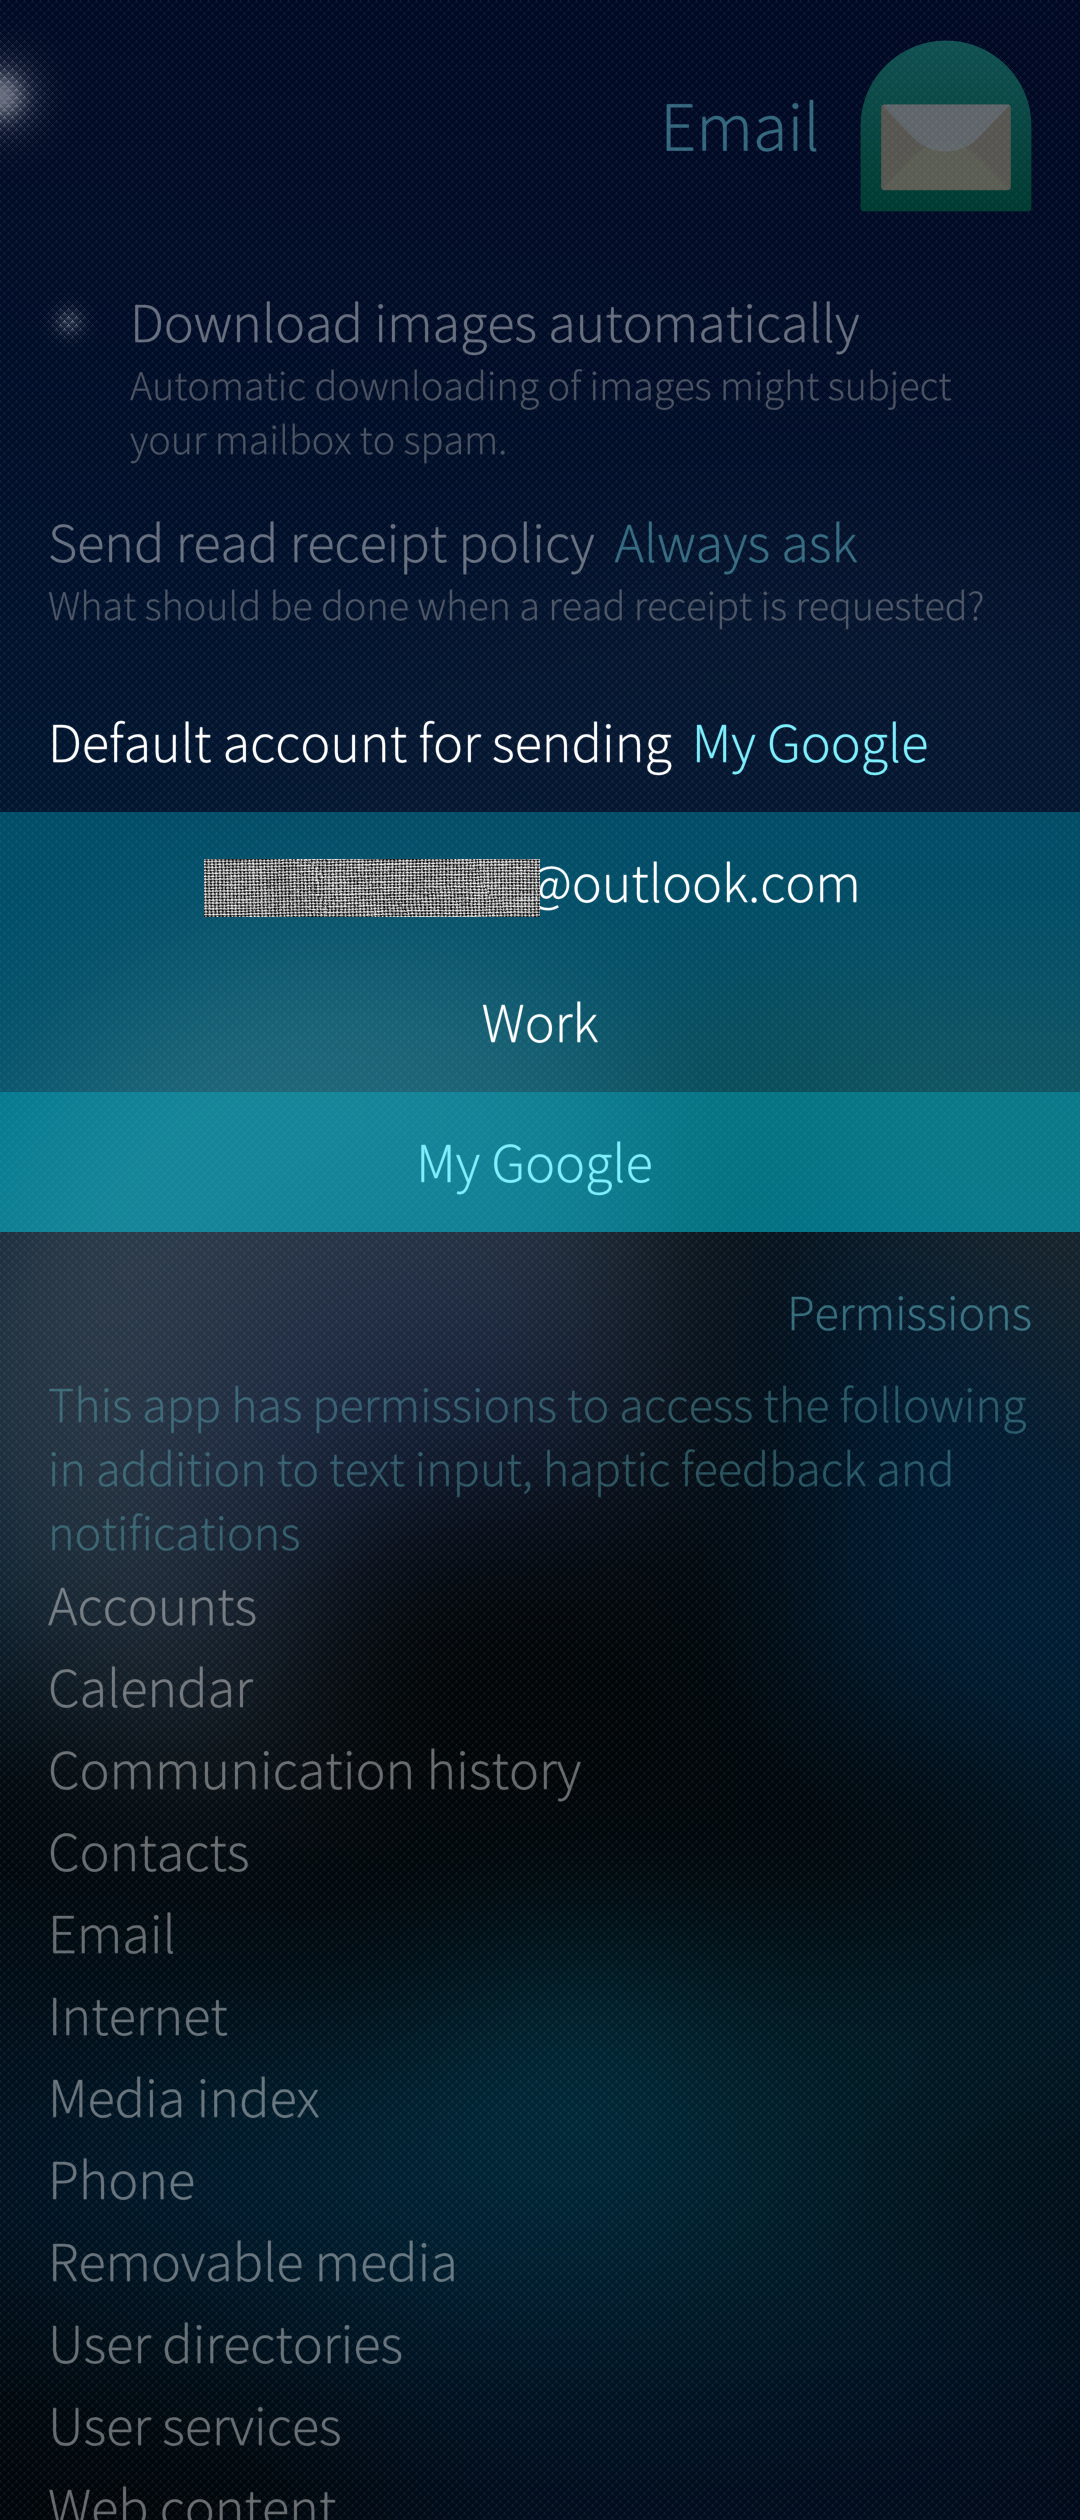 Email
Download images automatically
Automatic downloading of images might subject
your mailbox to spam.
Send read receipt policy Always ask
What should be done when a read receipt is requested?
Default account for sending My Google
@outlook.com
Work
My Google
Permissions
This app has permissions to access the following
in addition to text input, haptic feedback and
notifications
Accounts
Calendar
Communication history
Contacts
Email
Internet
Media index
Phone
Removable media
User directories
User services
Web content